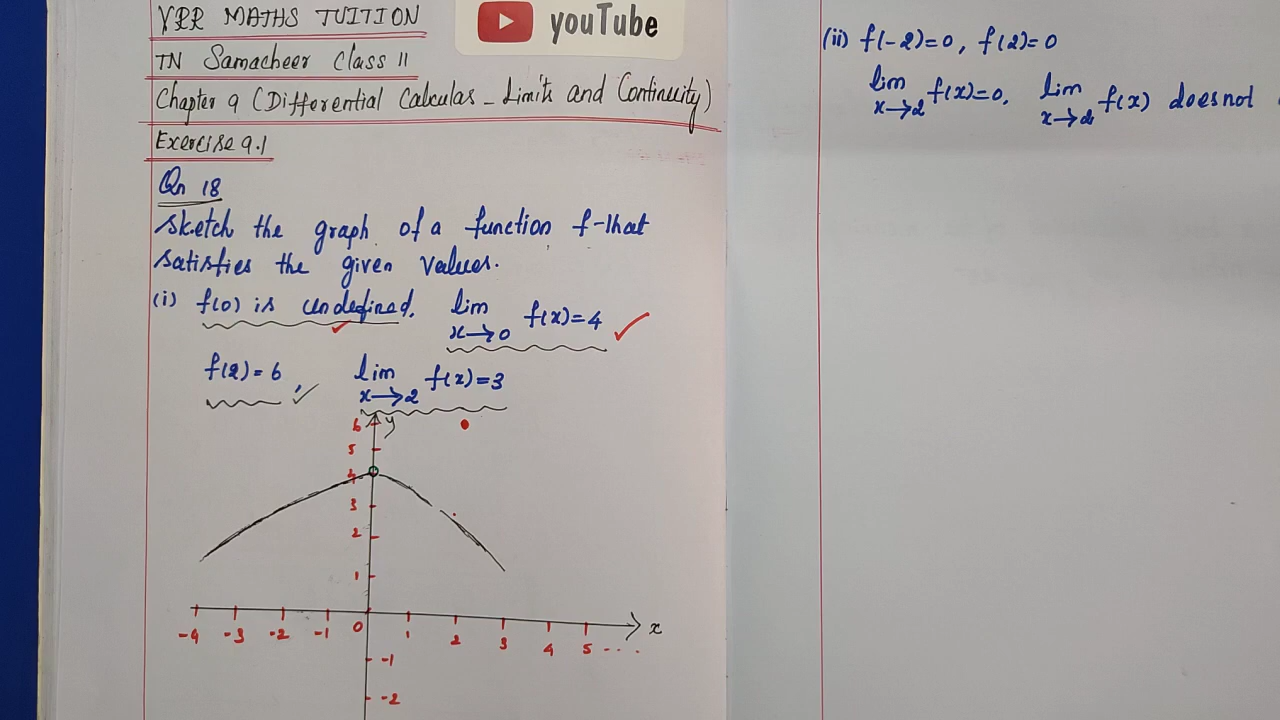 YRR MATHS TUITION
youTube
TN Samacheer Class 11
Chapter 9 (Differential Calculas - Limits and Continuity)
Exercise 9.1
Qn 18
Sketch the graph of a function f that
satisfies the given values.
(i) f(0) is undefined. lim f(x)=4
x→0
f(2)=6, lim f(x)=3
x→2
6 y
5
4
3
2
1
-4 -3 -2 -1 0 1 2 3 4 5 .... x
-1
-2
(ii) f(-2)=0, f(2)=0
lim f(x)=0. lim f(x) does not
x→2 x→